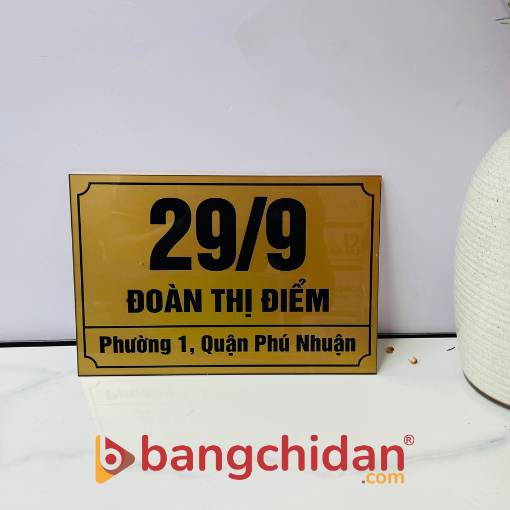 29/9
ĐOÀN THỊ ĐIỂM
Phường 1, Quận Phú Nhuận
bangchidan®
.com